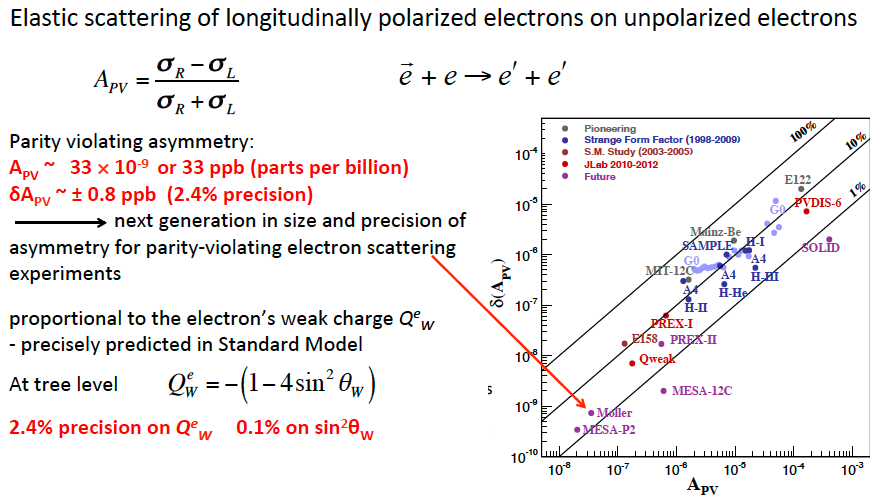 Elastic scattering of longitudinally polarized electrons on unpolarized electrons
A_PV = (σ_R − σ_L) / (σ_R + σ_L)
e⃗ + e → e′ + e′
Parity violating asymmetry:
A_PV ~ 33 × 10⁻⁹ or 33 ppb (parts per billion)
δA_PV ~ ± 0.8 ppb (2.4% precision)
→ next generation in size and precision of
asymmetry for parity-violating electron scattering
experiments
proportional to the electron’s weak charge Qᵉ_W
- precisely predicted in Standard Model
At tree level Qᵉ_W = −(1 − 4 sin² θ_w)
2.4% precision on Qᵉ_W 0.1% on sin²θ_W
Pioneering
Strange Form Factor (1998-2009)
S.M. Study (2003-2005)
JLab 2010-2012
Future
100%
10%
1%
E122
G0
PVDIS-6
Mainz-Be
SAMPLE
H-I
SOLID
G0
A4
MIT-12C
A4
H-III
A4
H-He
H-II
PREX-I
E158
PREX-II
Qweak
MESA-12C
Moller
MESA-P2
δ(A_PV)
10⁻⁴
10⁻⁵
10⁻⁶
10⁻⁷
10⁻⁸
10⁻⁹
10⁻¹⁰
s
10⁻⁸ 10⁻⁷ 10⁻⁶ 10⁻⁵ 10⁻⁴ 10⁻³
A_PV